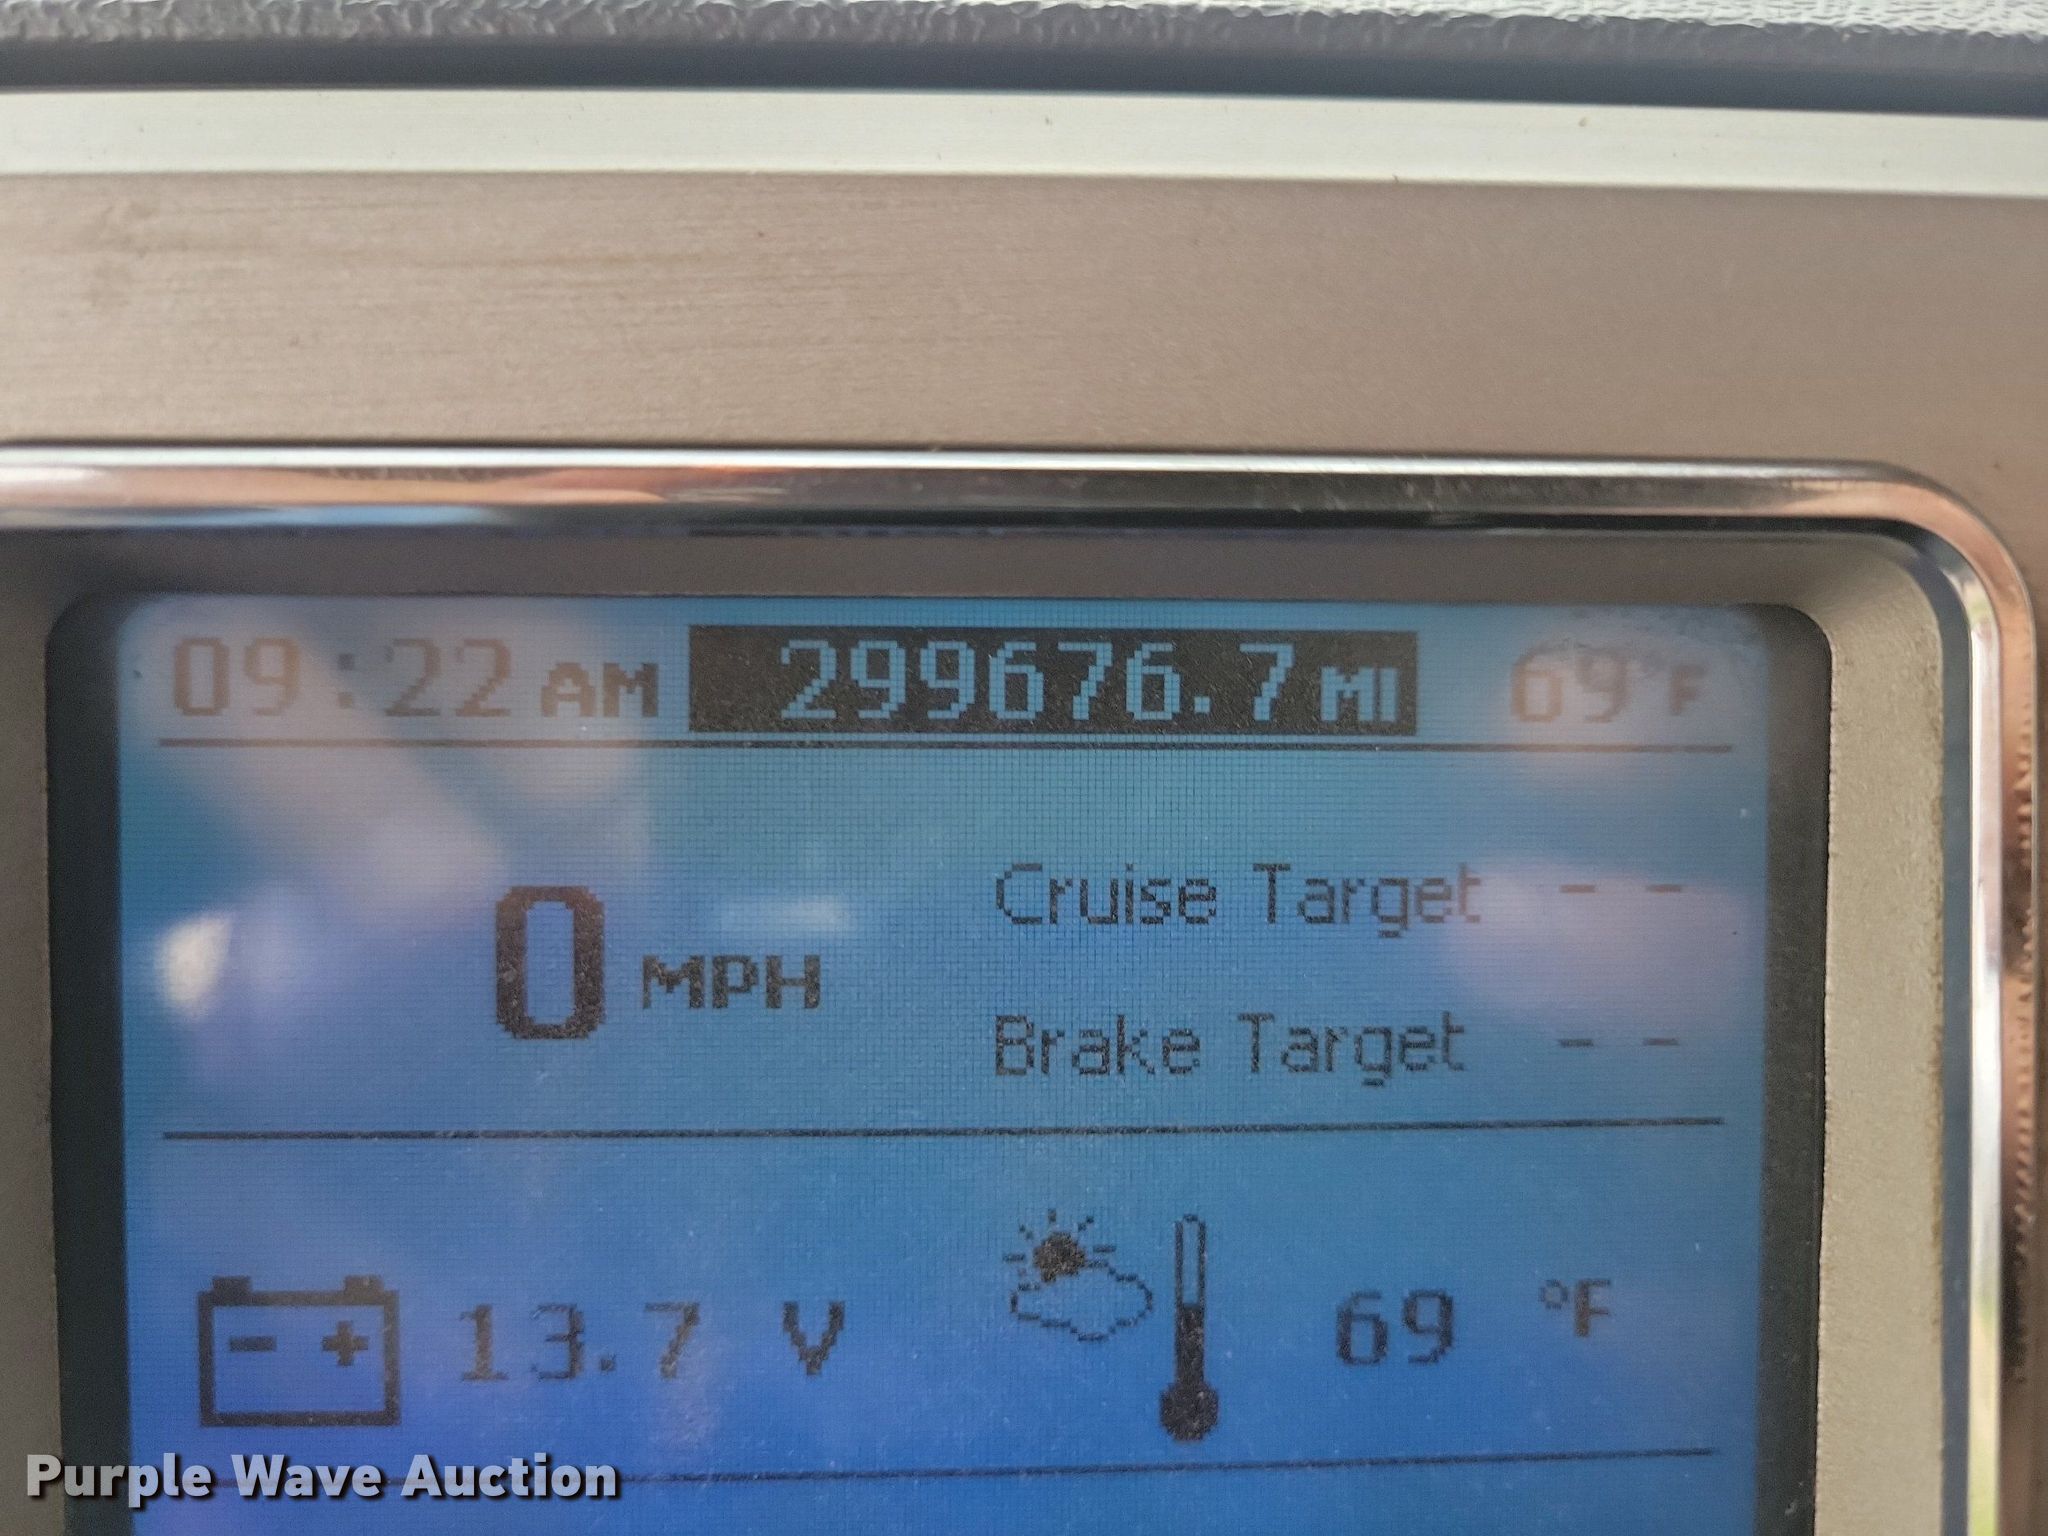 09:22 AM 299676.7 MI 69°F
0 MPH
Cruise Target --
Brake Target --
13.7 V 69 °F
Purple Wave Auction